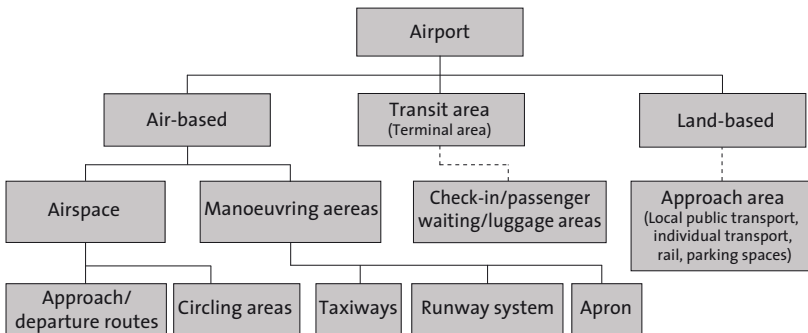 Airport
Air-based
Transit area
(Terminal area)
Land-based
Airspace
Manoeuvring aereas
Check-in/passenger
waiting/luggage areas
Approach area
(Local public transport,
individual transport,
rail, parking spaces)
Approach/
departure routes
Circling areas
Taxiways
Runway system
Apron